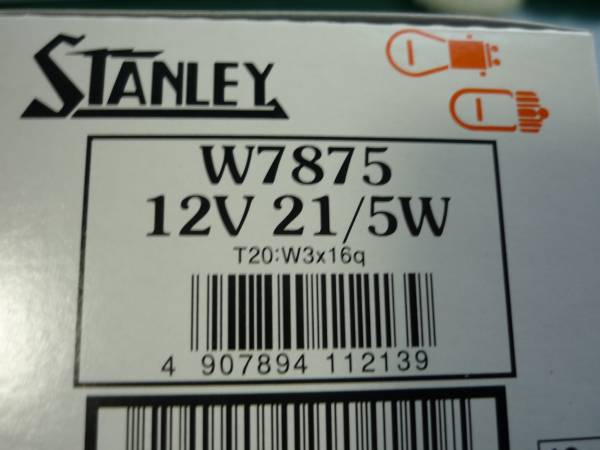 STANLEY
W7875
12V 21/5W
T20:W3x16q
4 907894 112139